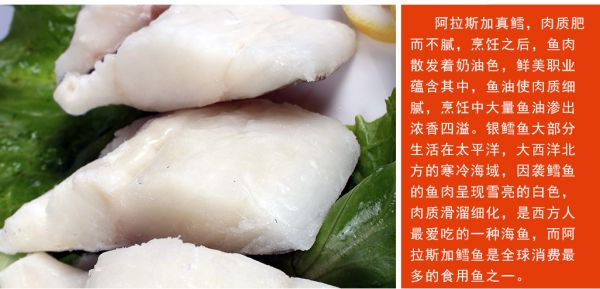 阿拉斯加真鳕，肉质肥
而不腻，烹饪之后，鱼肉
散发着奶油色，鲜美职业
蕴含其中，鱼油使肉质细
腻，烹饪中大量鱼油渗出
浓香四溢。银鳕鱼大部分
生活在太平洋，大西洋北
方的寒冷海域，因袭鳕鱼
的鱼肉呈现雪亮的白色，
肉质滑溜细化，是西方人
最爱吃的一种海鱼，而阿
拉斯加鳕鱼是全球消费最
多的食用鱼之一。